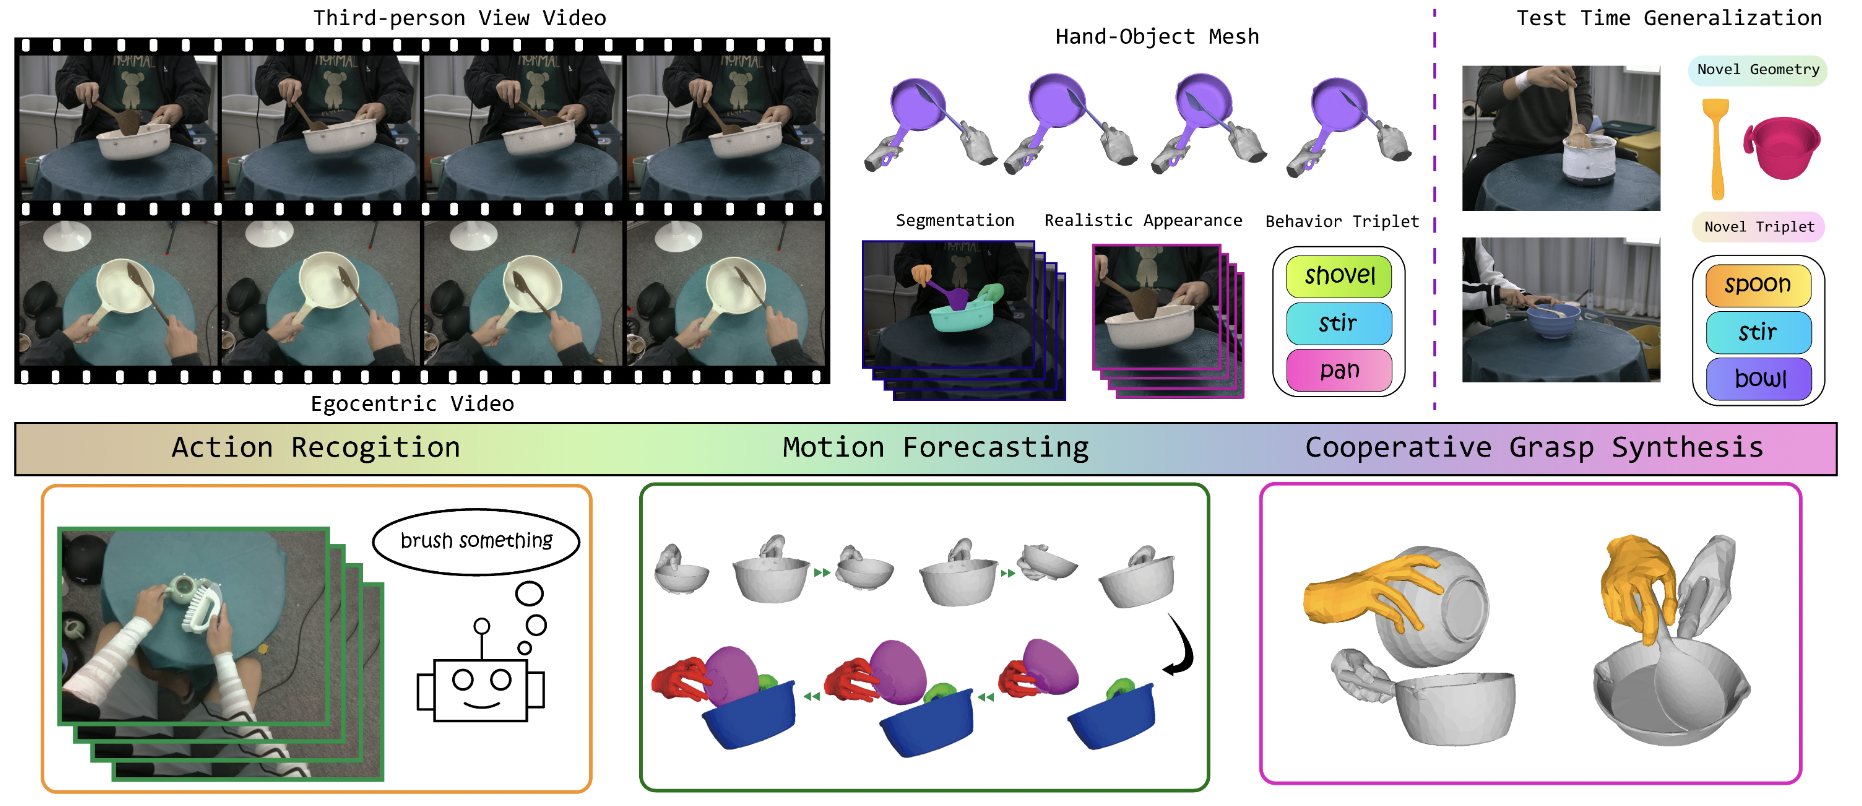 Third-person View Video
Hand-Object Mesh
Test Time Generalization
Novel Geometry
Segmentation
Realistic Appearance
Behavior Triplet
Novel Triplet
shovel
stir
pan
spoon
stir
bowl
Egocentric Video
Action Recogition
Motion Forecasting
Cooperative Grasp Synthesis
brush something